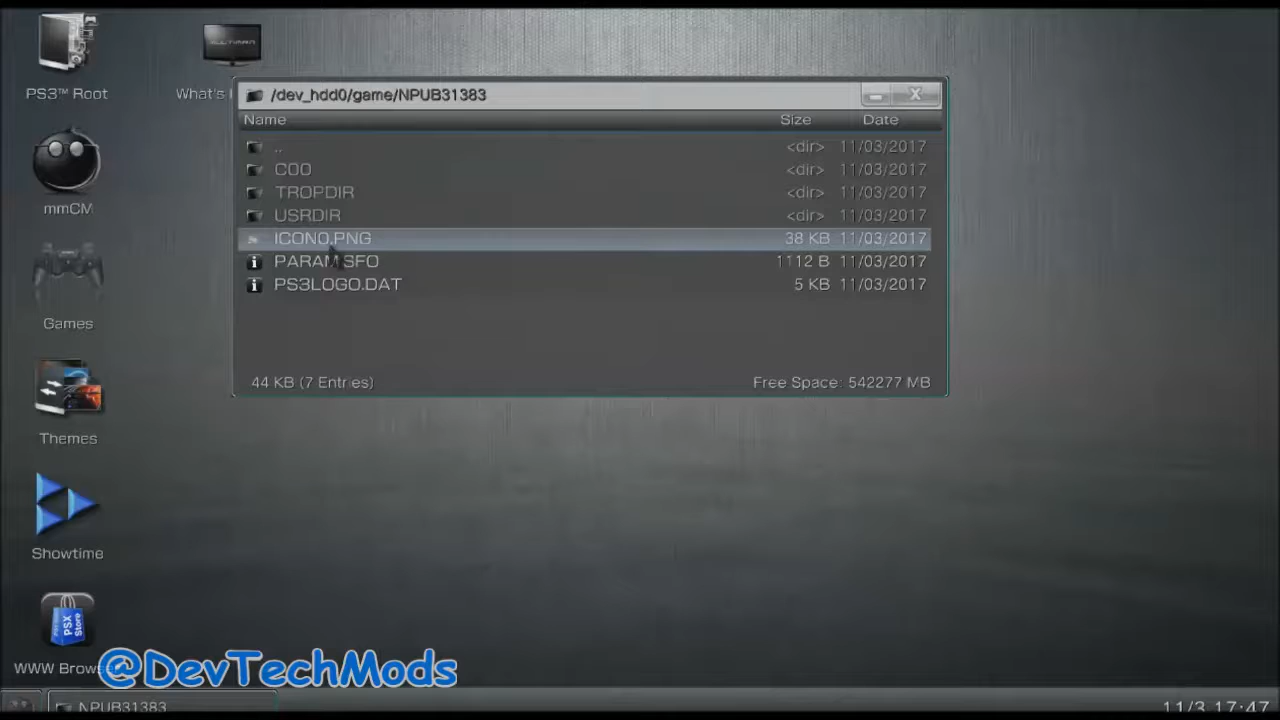 PS3™ Root
MULTIMAN
What's
/dev_hdd0/game/NPUB31383
Name Size Date
.. <dir> 11/03/2017
C00 <dir> 11/03/2017
TROPDIR <dir> 11/03/2017
USRDIR <dir> 11/03/2017
ICON0.PNG 38 KB 11/03/2017
PARAM.SFO 1112 B 11/03/2017
PS3LOGO.DAT 5 KB 11/03/2017
44 KB (7 Entries) Free Space: 542277 MB
mmCM
Games
Themes
Showtime
PSX
Store
WWW Browse
@DevTechMods
NPUB31383
11/3 17:47